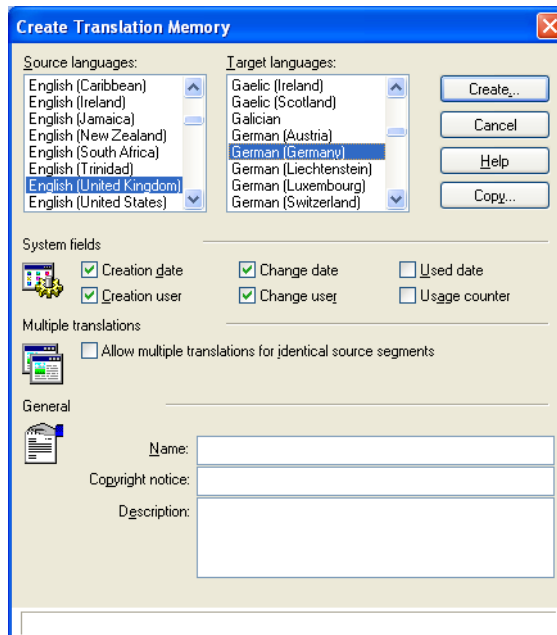 Create Translation Memory
Source languages:
English (Caribbean)
English (Ireland)
English (Jamaica)
English (New Zealand)
English (South Africa)
English (Trinidad)
English (United Kingdom)
English (United States)
Target languages:
Gaelic (Ireland)
Gaelic (Scotland)
Galician
German (Austria)
German (Germany)
German (Liechtenstein)
German (Luxembourg)
German (Switzerland)
Create...
Cancel
Help
Copy...
System fields
Creation date
Change date
Used date
Creation user
Change user
Usage counter
Multiple translations
Allow multiple translations for identical source segments
General
Name:
Copyright notice:
Description: